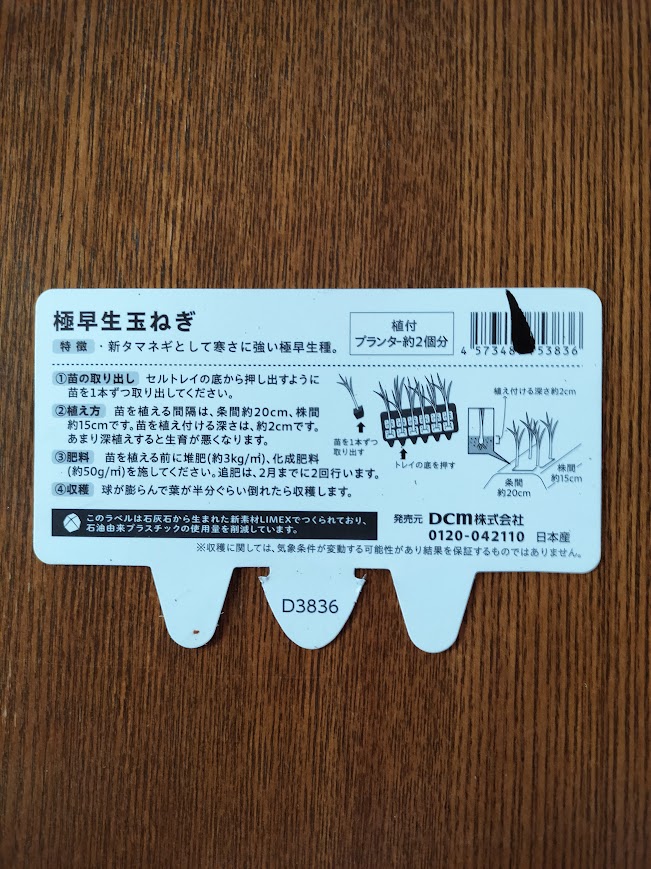 極早生玉ねぎ
特徴・新タマネギとして寒さに強い極早生種。
植付
プランター約2個分
4 573483 53836
①苗の取り出し セルトレイの底から押し出すように
苗を1本ずつ取り出してください。
②植え方 苗を植える間隔は、条間約20cm、株間
約15cmです。苗を植え付ける深さは、約2cmです。
あまり深植えすると生育が悪くなります。
③肥料 苗を植える前に堆肥(約3kg/㎡)、化成肥料
(約50g/㎡)を施してください。追肥は、2月までに2回行います。
④収穫 球が膨らんで葉が半分ぐらい倒れたら収穫します。
苗を1本ずつ
取り出す
トレイの底を押す
植え付ける深さ約2cm
条間
約20cm
株間
約15cm
このラベルは石灰石から生まれた新素材LIMEXでつくられており、
石油由来プラスチックの使用量を削減しています。
発売元 DCM株式会社
0120-042110 日本産
※収穫に関しては、気象条件が変動する可能性があり結果を保証するものではありません。
D3836